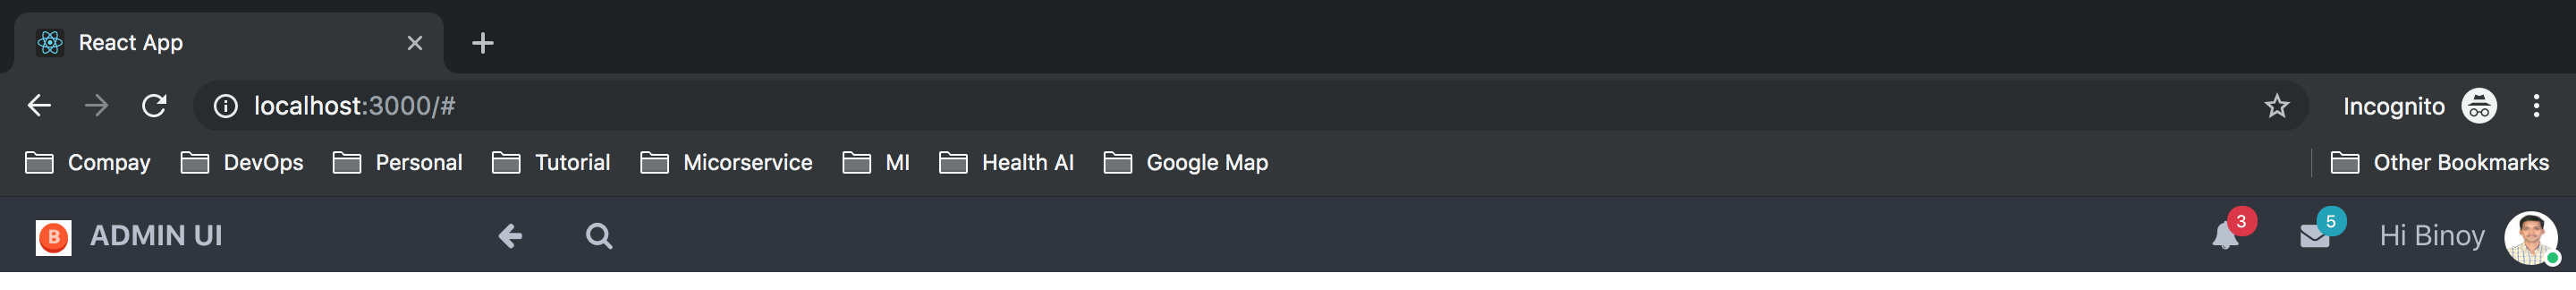 React App
localhost:3000/#
Incognito
Compay DevOps Personal Tutorial Micorservice MI Health AI Google Map Other Bookmarks
B ADMIN UI 3 5 Hi Binoy